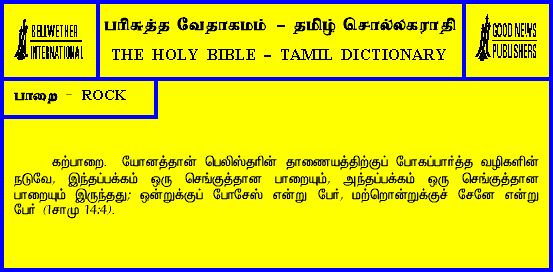 BELLWETHER
INTERNATIONAL
பரிசுத்த வேதாகமம் – தமிழ் சொல்லகராதி
THE HOLY BIBLE – TAMIL DICTIONARY
GOOD NEWS
PUBLISHERS
பாறை - ROCK
கற்பாறை. யோனத்தான் பெலிஸ்தரின் தாணையத்திற்குப் போகப்பார்த்த வழிகளின்
நடுவே, இந்தப்பக்கம் ஒரு செங்குத்தான பாறையும், அந்தப்பக்கம் ஒரு செங்குத்தான
பாறையும் இருந்தது; ஒன்றுக்குப் போசேஸ் என்று பேர், மற்றொன்றுக்குச் சேனே என்று
பேர் (1சாமு 14:4).